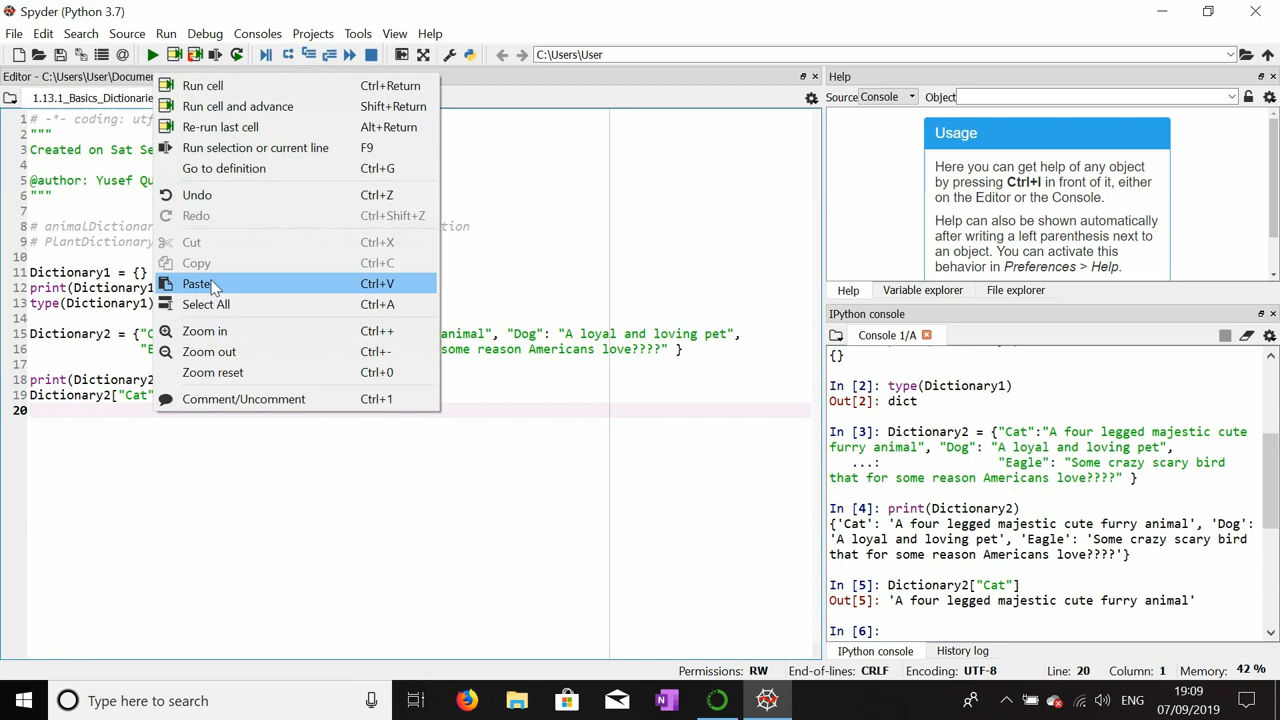 Spyder (Python 3.7)
File Edit Search Source Run Debug Consoles Projects Tools View Help
C:\Users\User
Editor - C:\Users\User\Docume
1.13.1_Basics_Dictionarie
1 # -*- coding: utf
2 """
3 Created on Sat Se
4
5 @author: Yusef Qu
6 """
7
8 # animalDictionar tion
9 # PlantDictionary
10
11 Dictionary1 = {}
12 print(Dictionary1
13 type(Dictionary1)
14
15 Dictionary2 = {"C animal", "Dog": "A loyal and loving pet",
16 "E some reason Americans love????" }
17
18 print(Dictionary2
19 Dictionary2["Cat"
20
Run cell Ctrl+Return
Run cell and advance Shift+Return
Re-run last cell Alt+Return
Run selection or current line F9
Go to definition Ctrl+G
Undo Ctrl+Z
Redo Ctrl+Shift+Z
Cut Ctrl+X
Copy Ctrl+C
Paste Ctrl+V
Select All Ctrl+A
Zoom in Ctrl++
Zoom out Ctrl+-
Zoom reset Ctrl+0
Comment/Uncomment Ctrl+1
Help
Source Console Object
Usage
Here you can get help of any object
by pressing Ctrl+I in front of it, either
on the Editor or the Console.
Help can also be shown automatically
after writing a left parenthesis next to
an object. You can activate this
behavior in Preferences > Help.
Help Variable explorer File explorer
IPython console
Console 1/A
{}
In [2]: type(Dictionary1)
Out[2]: dict
In [3]: Dictionary2 = {"Cat":"A four legged majestic cute
furry animal", "Dog": "A loyal and loving pet",
...: "Eagle": "Some crazy scary bird
that for some reason Americans love????" }
In [4]: print(Dictionary2)
{'Cat': 'A four legged majestic cute furry animal', 'Dog':
'A loyal and loving pet', 'Eagle': 'Some crazy scary bird
that for some reason Americans love????'}
In [5]: Dictionary2["Cat"]
Out[5]: 'A four legged majestic cute furry animal'
In [6]:
IPython console History log
Permissions: RW End-of-lines: CRLF Encoding: UTF-8 Line: 20 Column: 1 Memory: 42 %
Type here to search
ENG
19:09
07/09/2019